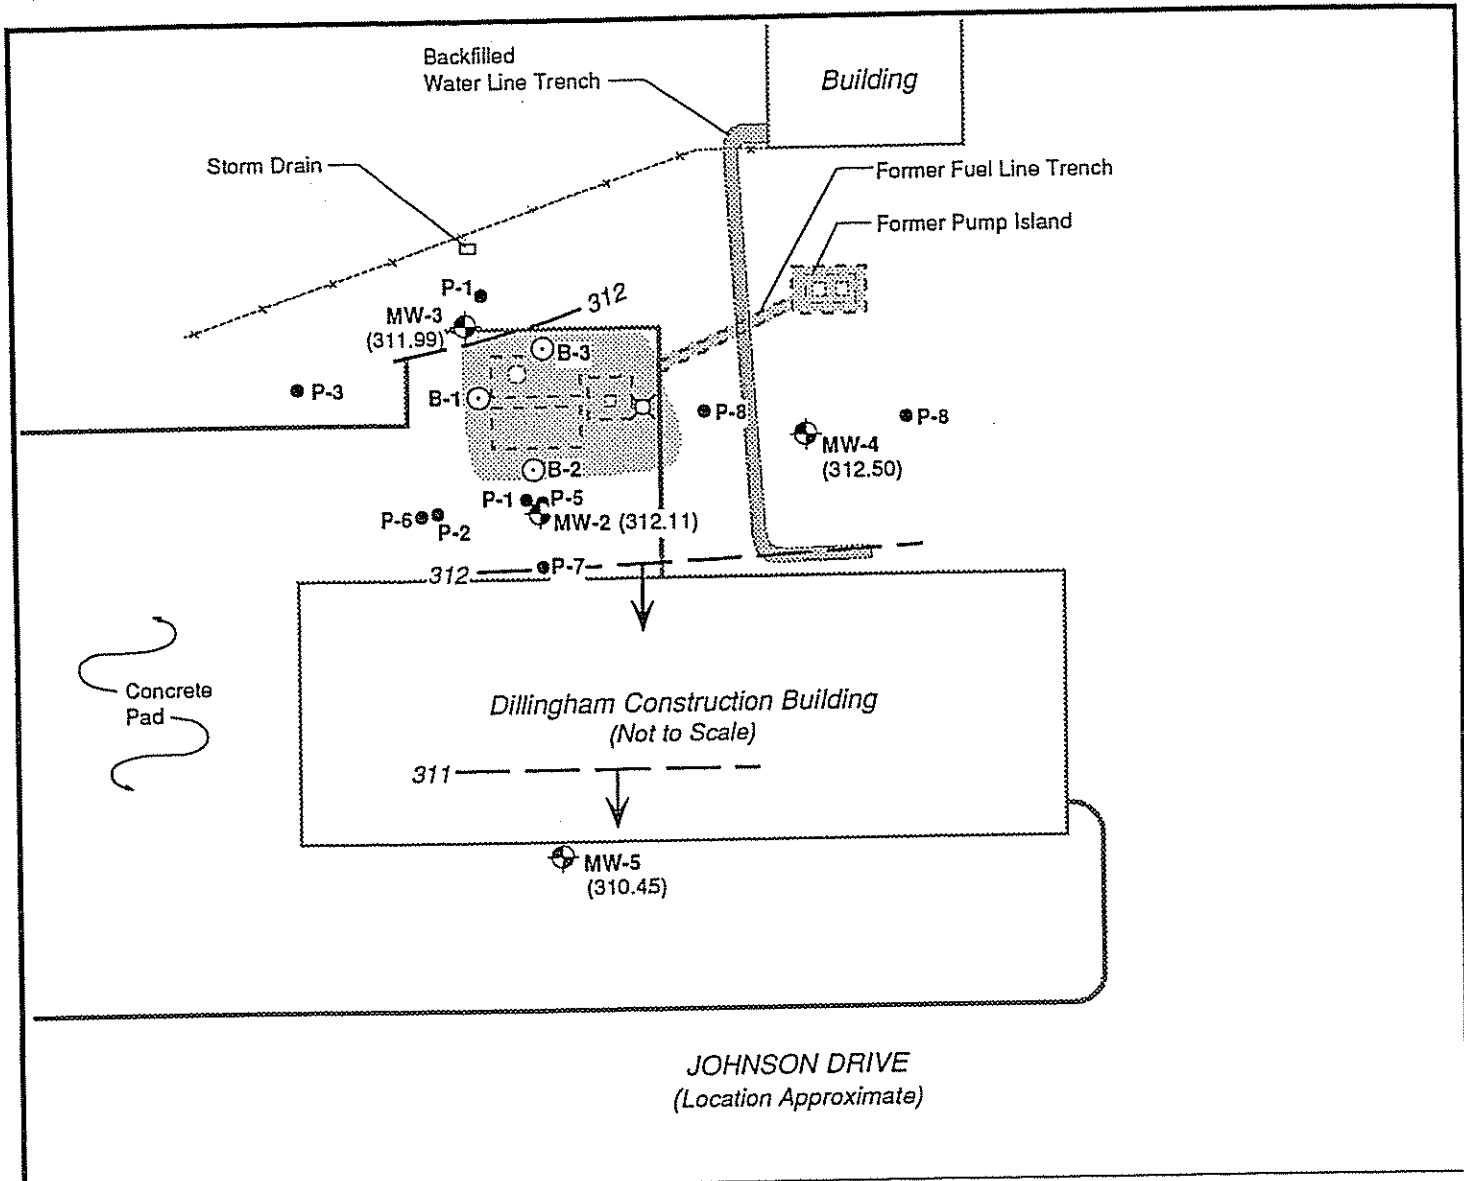 Backfilled
Water Line Trench
Building
Storm Drain
Former Fuel Line Trench
Former Pump Island
P-1
312
MW-3
(311.99)
B-3
P-3
B-1
P-8
P-8
MW-4
(312.50)
B-2
P-1
P-5
P-6
P-2
MW-2 (312.11)
312
P-7
Concrete
Pad
Dillingham Construction Building
(Not to Scale)
311
MW-5
(310.45)
JOHNSON DRIVE
(Location Approximate)